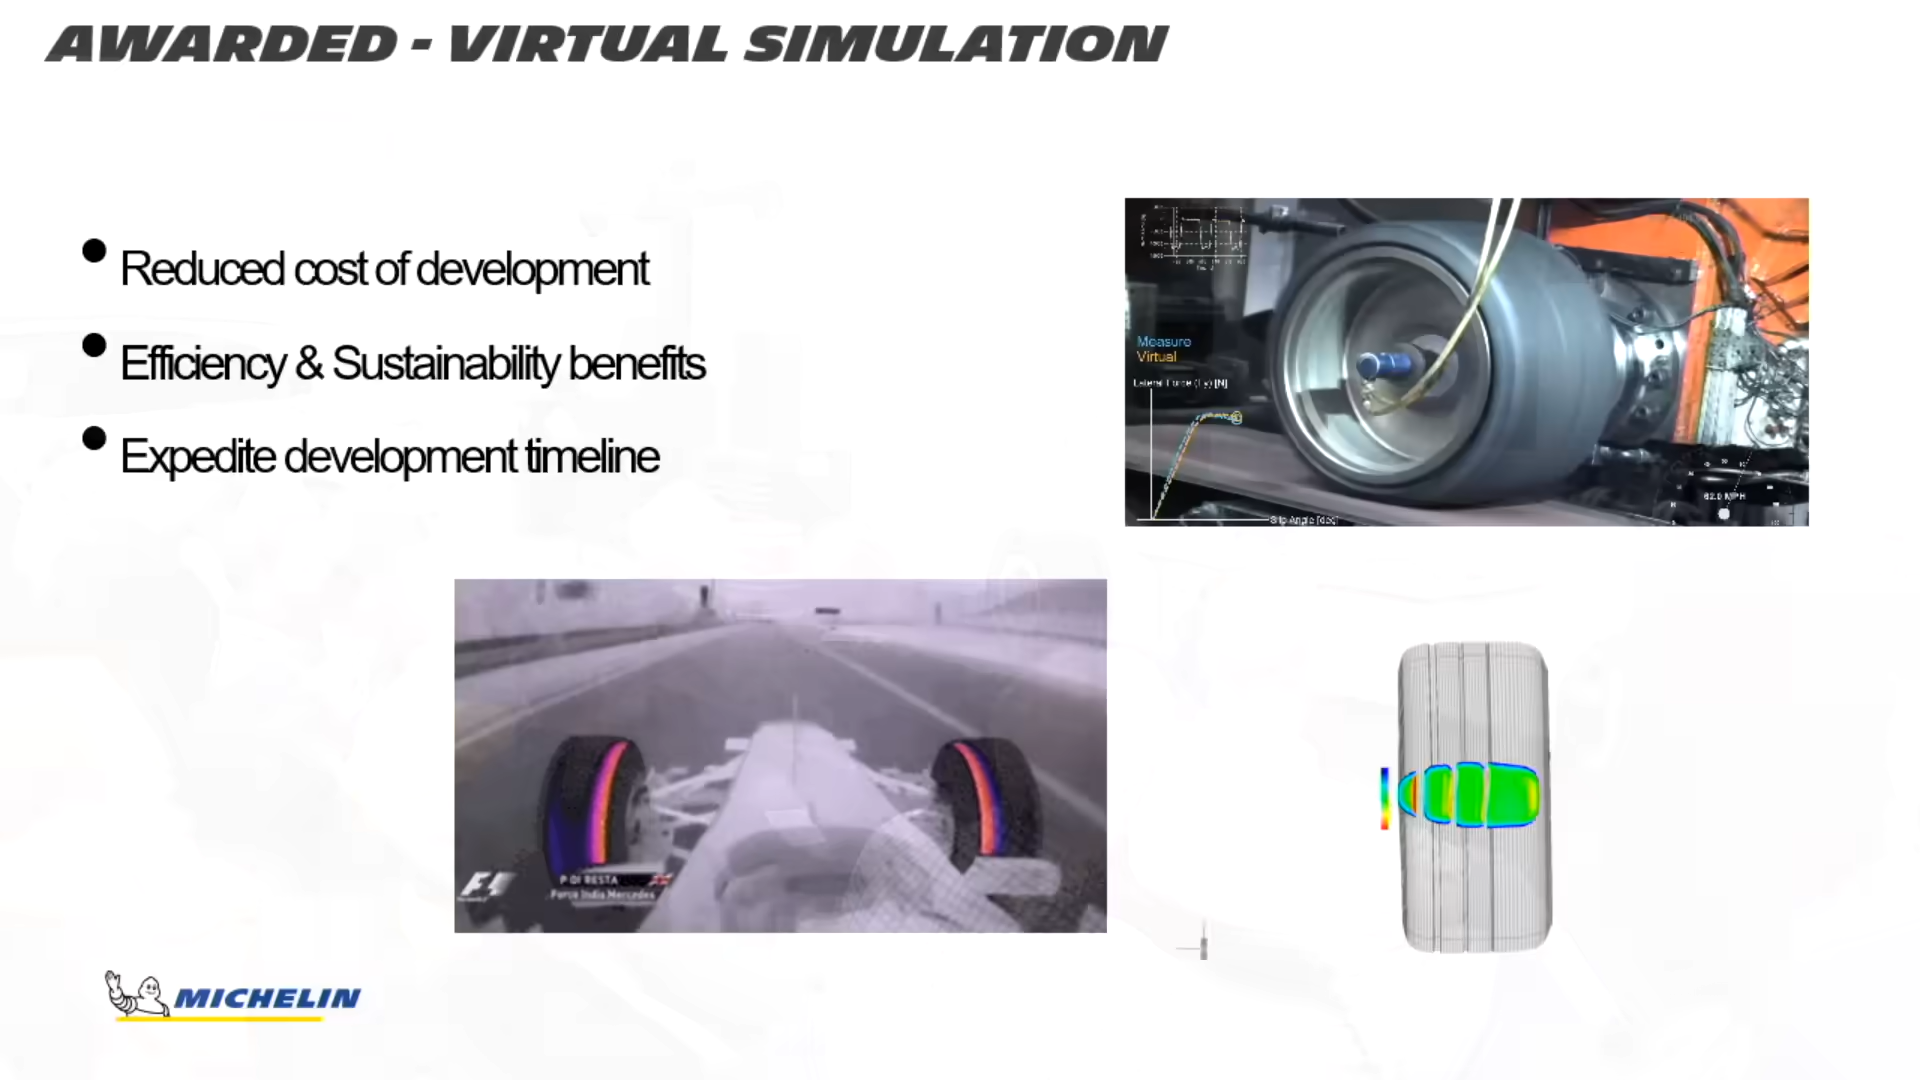 AWARDED - VIRTUAL SIMULATION
• Reduced cost of development
• Efficiency & Sustainability benefits
• Expedite development timeline
Measure
Virtual
Lateral Force (Fy) [N]
Slip Angle [deg]
62.0 MPH
F1
P DI RESTA
Force India Mercedes
MICHELIN